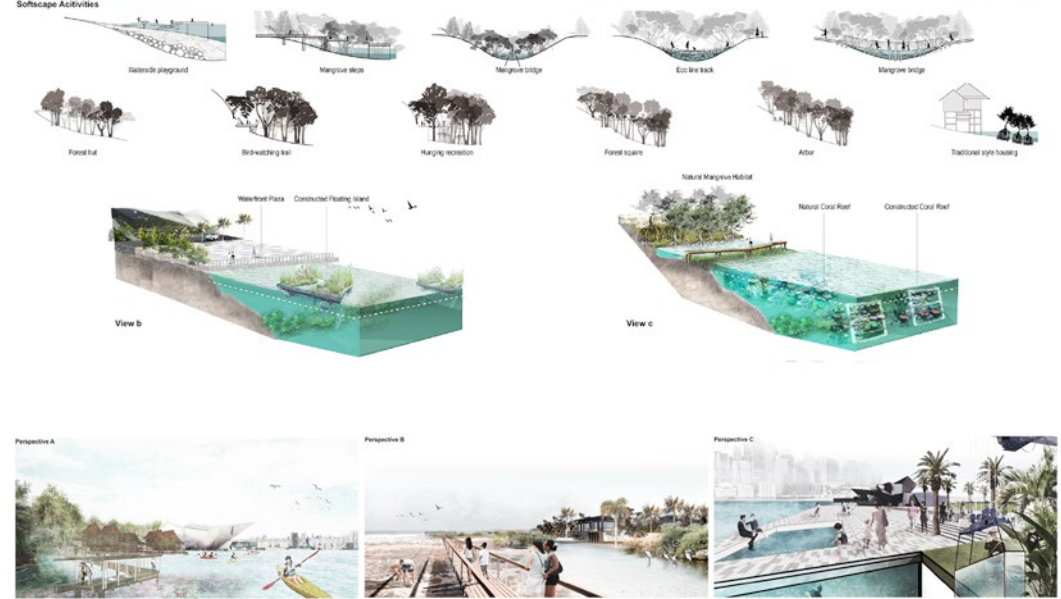 Softscape Acitivities
Waterside playground
Mangrove steps
Mangrove bridge
Eco line track
Mangrove bridge
Forest hut
Bird-watching trail
Hunging recreation
Forest square
Arbor
Traditional style housing
Natural Mangrove Habitat
Waterfront Plaza
Constructed Floating Island
Natural Coral Reef
Constructed Coral Reef
View b
View c
Perspective A
Perspective B
Perspective C